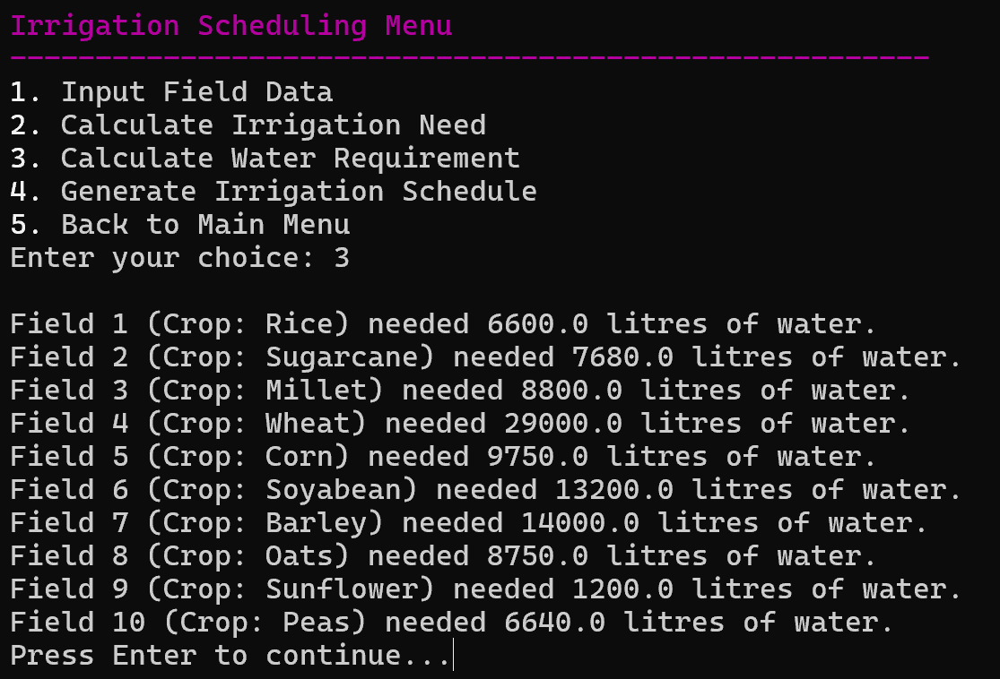 Irrigation Scheduling Menu
------------------------------------------------------
1. Input Field Data
2. Calculate Irrigation Need
3. Calculate Water Requirement
4. Generate Irrigation Schedule
5. Back to Main Menu
Enter your choice: 3
Field 1 (Crop: Rice) needed 6600.0 litres of water.
Field 2 (Crop: Sugarcane) needed 7680.0 litres of water.
Field 3 (Crop: Millet) needed 8800.0 litres of water.
Field 4 (Crop: Wheat) needed 29000.0 litres of water.
Field 5 (Crop: Corn) needed 9750.0 litres of water.
Field 6 (Crop: Soyabean) needed 13200.0 litres of water.
Field 7 (Crop: Barley) needed 14000.0 litres of water.
Field 8 (Crop: Oats) needed 8750.0 litres of water.
Field 9 (Crop: Sunflower) needed 1200.0 litres of water.
Field 10 (Crop: Peas) needed 6640.0 litres of water.
Press Enter to continue...